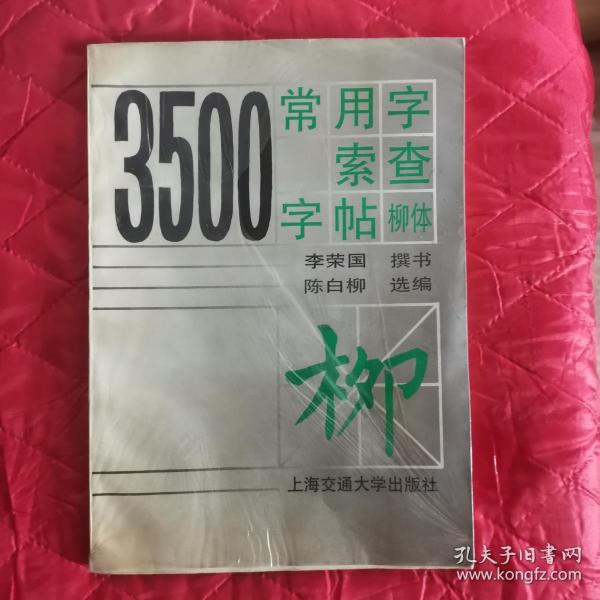 3500
常用字
索查
字帖 柳体
李荣国 撰书
陈白柳 选编
柳
上海交通大学出版社
孔夫子旧書网
www.kongfz.com